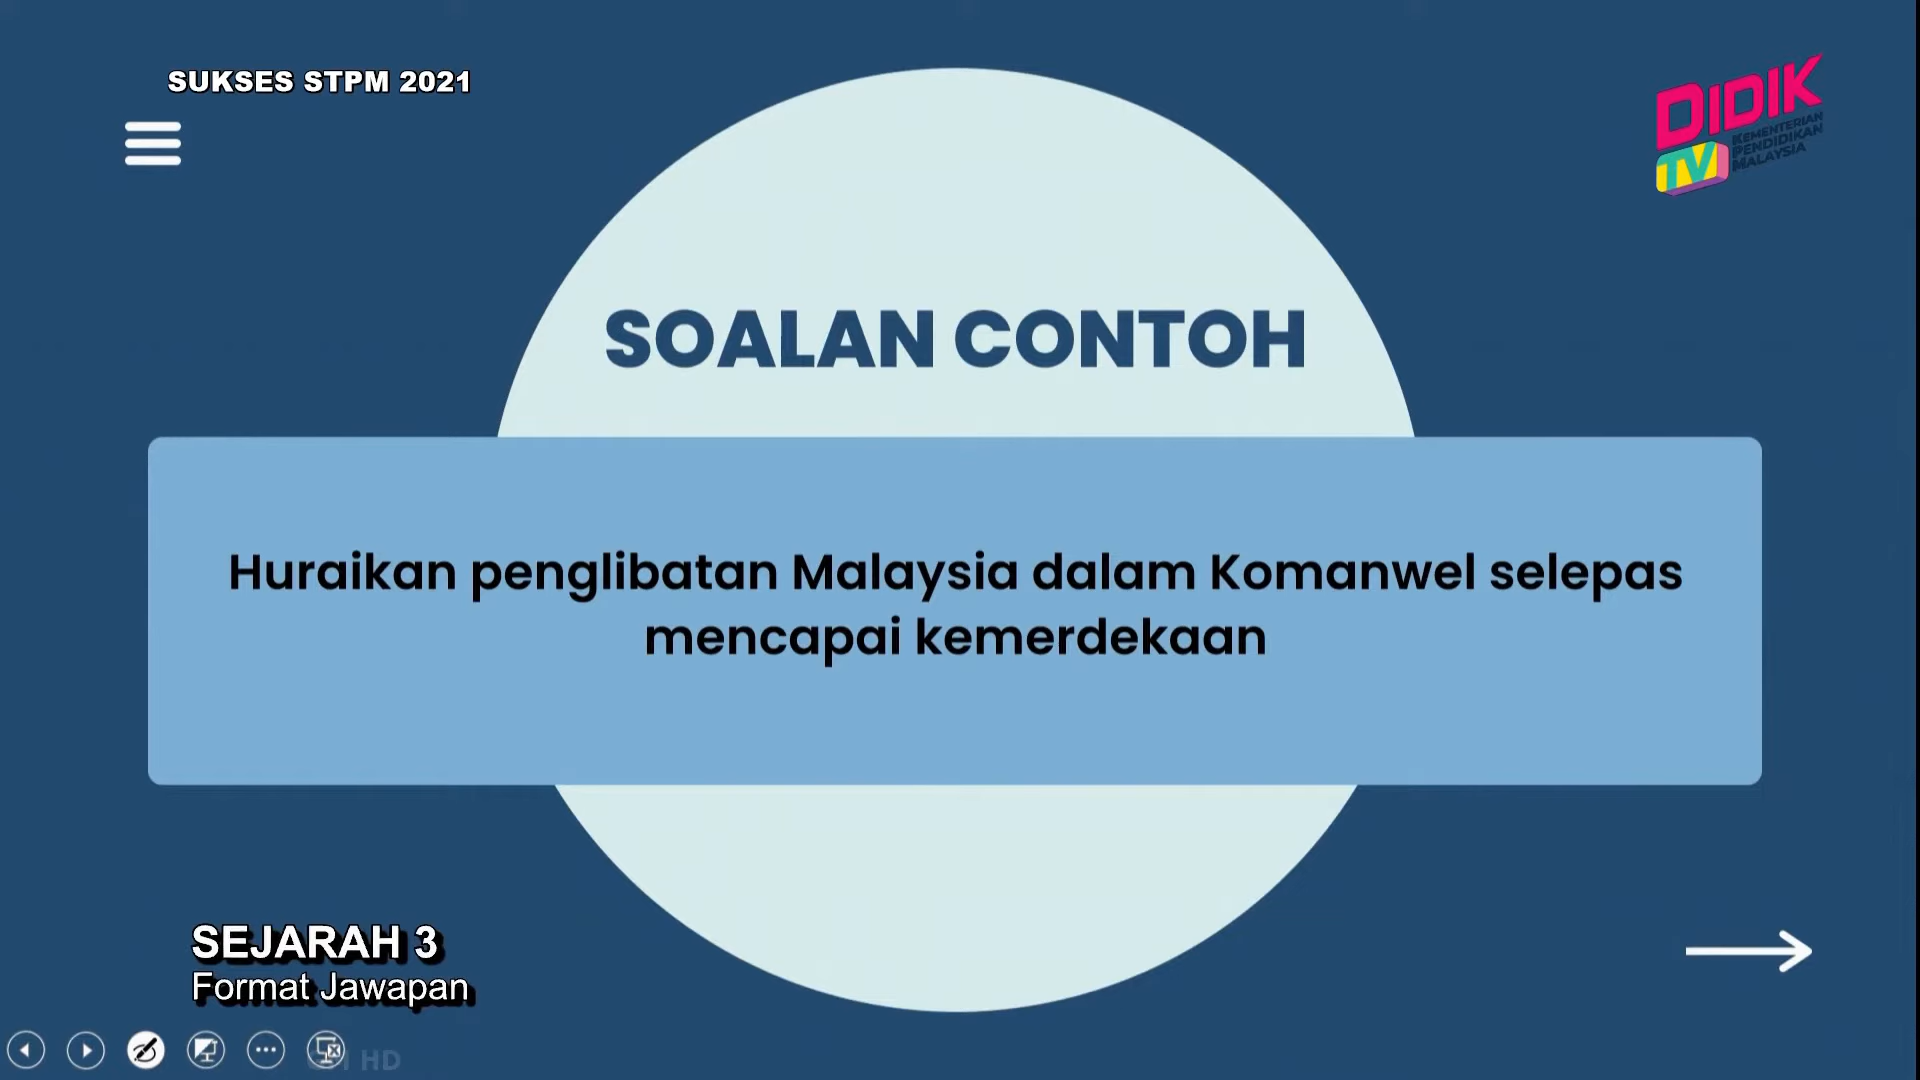 SUKSES STPM 2021
DIDIK
TV
KEMENTERIAN
PENDIDIKAN
MALAYSIA
SOALAN CONTOH
Huraikan penglibatan Malaysia dalam Komanwel selepas
mencapai kemerdekaan
SEJARAH 3
Format Jawapan
HD